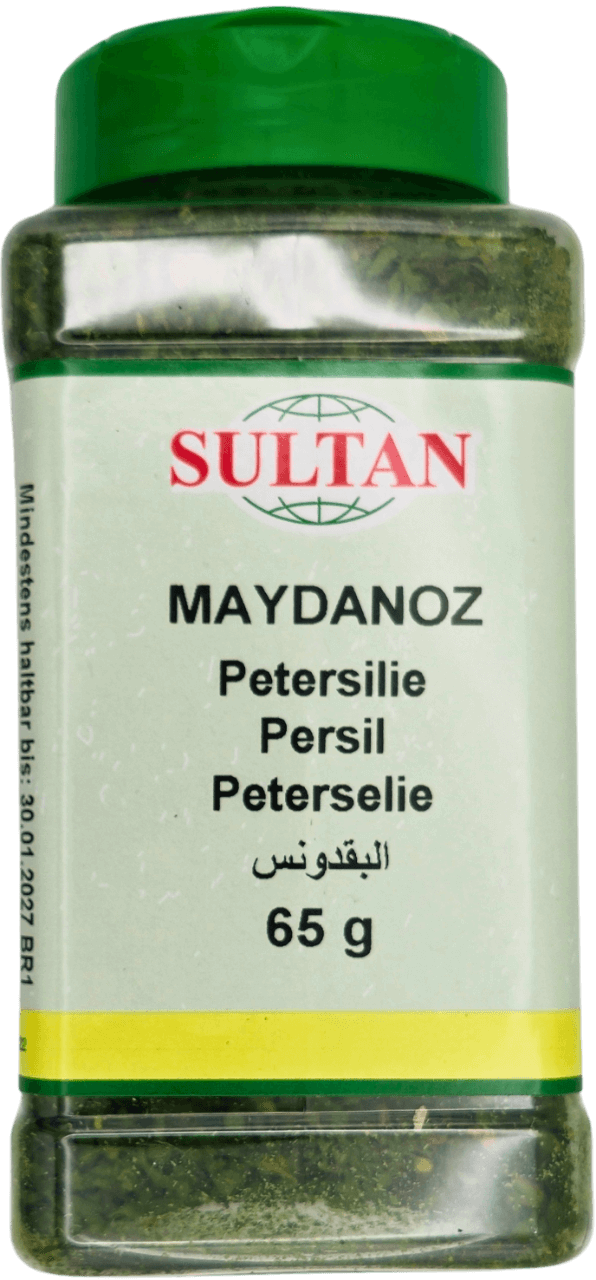 SULTAN
MAYDANOZ
Petersilie
Persil
Peterselie
البقدونس
65 g
Mindestens haltbar bis: 30.01.2027 BR1